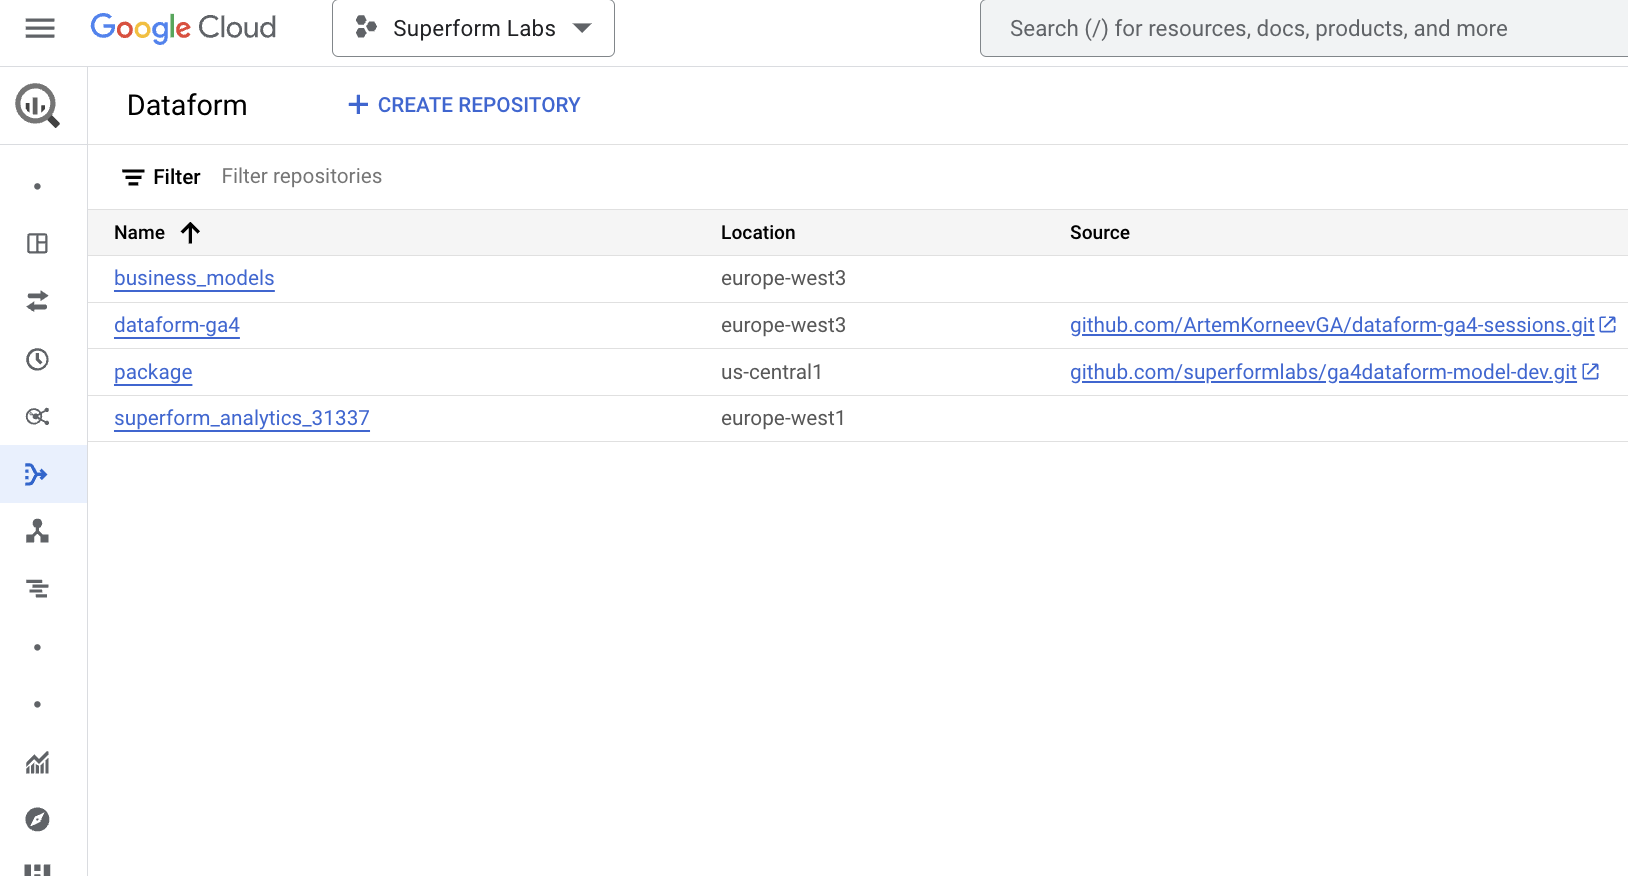 Google Cloud
Superform Labs
Search (/) for resources, docs, products, and more
Dataform
CREATE REPOSITORY
Filter Filter repositories
Name Location Source
business_models europe-west3
dataform-ga4 europe-west3 github.com/ArtemKorneevGA/dataform-ga4-sessions.git
package us-central1 github.com/superformlabs/ga4dataform-model-dev.git
superform_analytics_31337 europe-west1